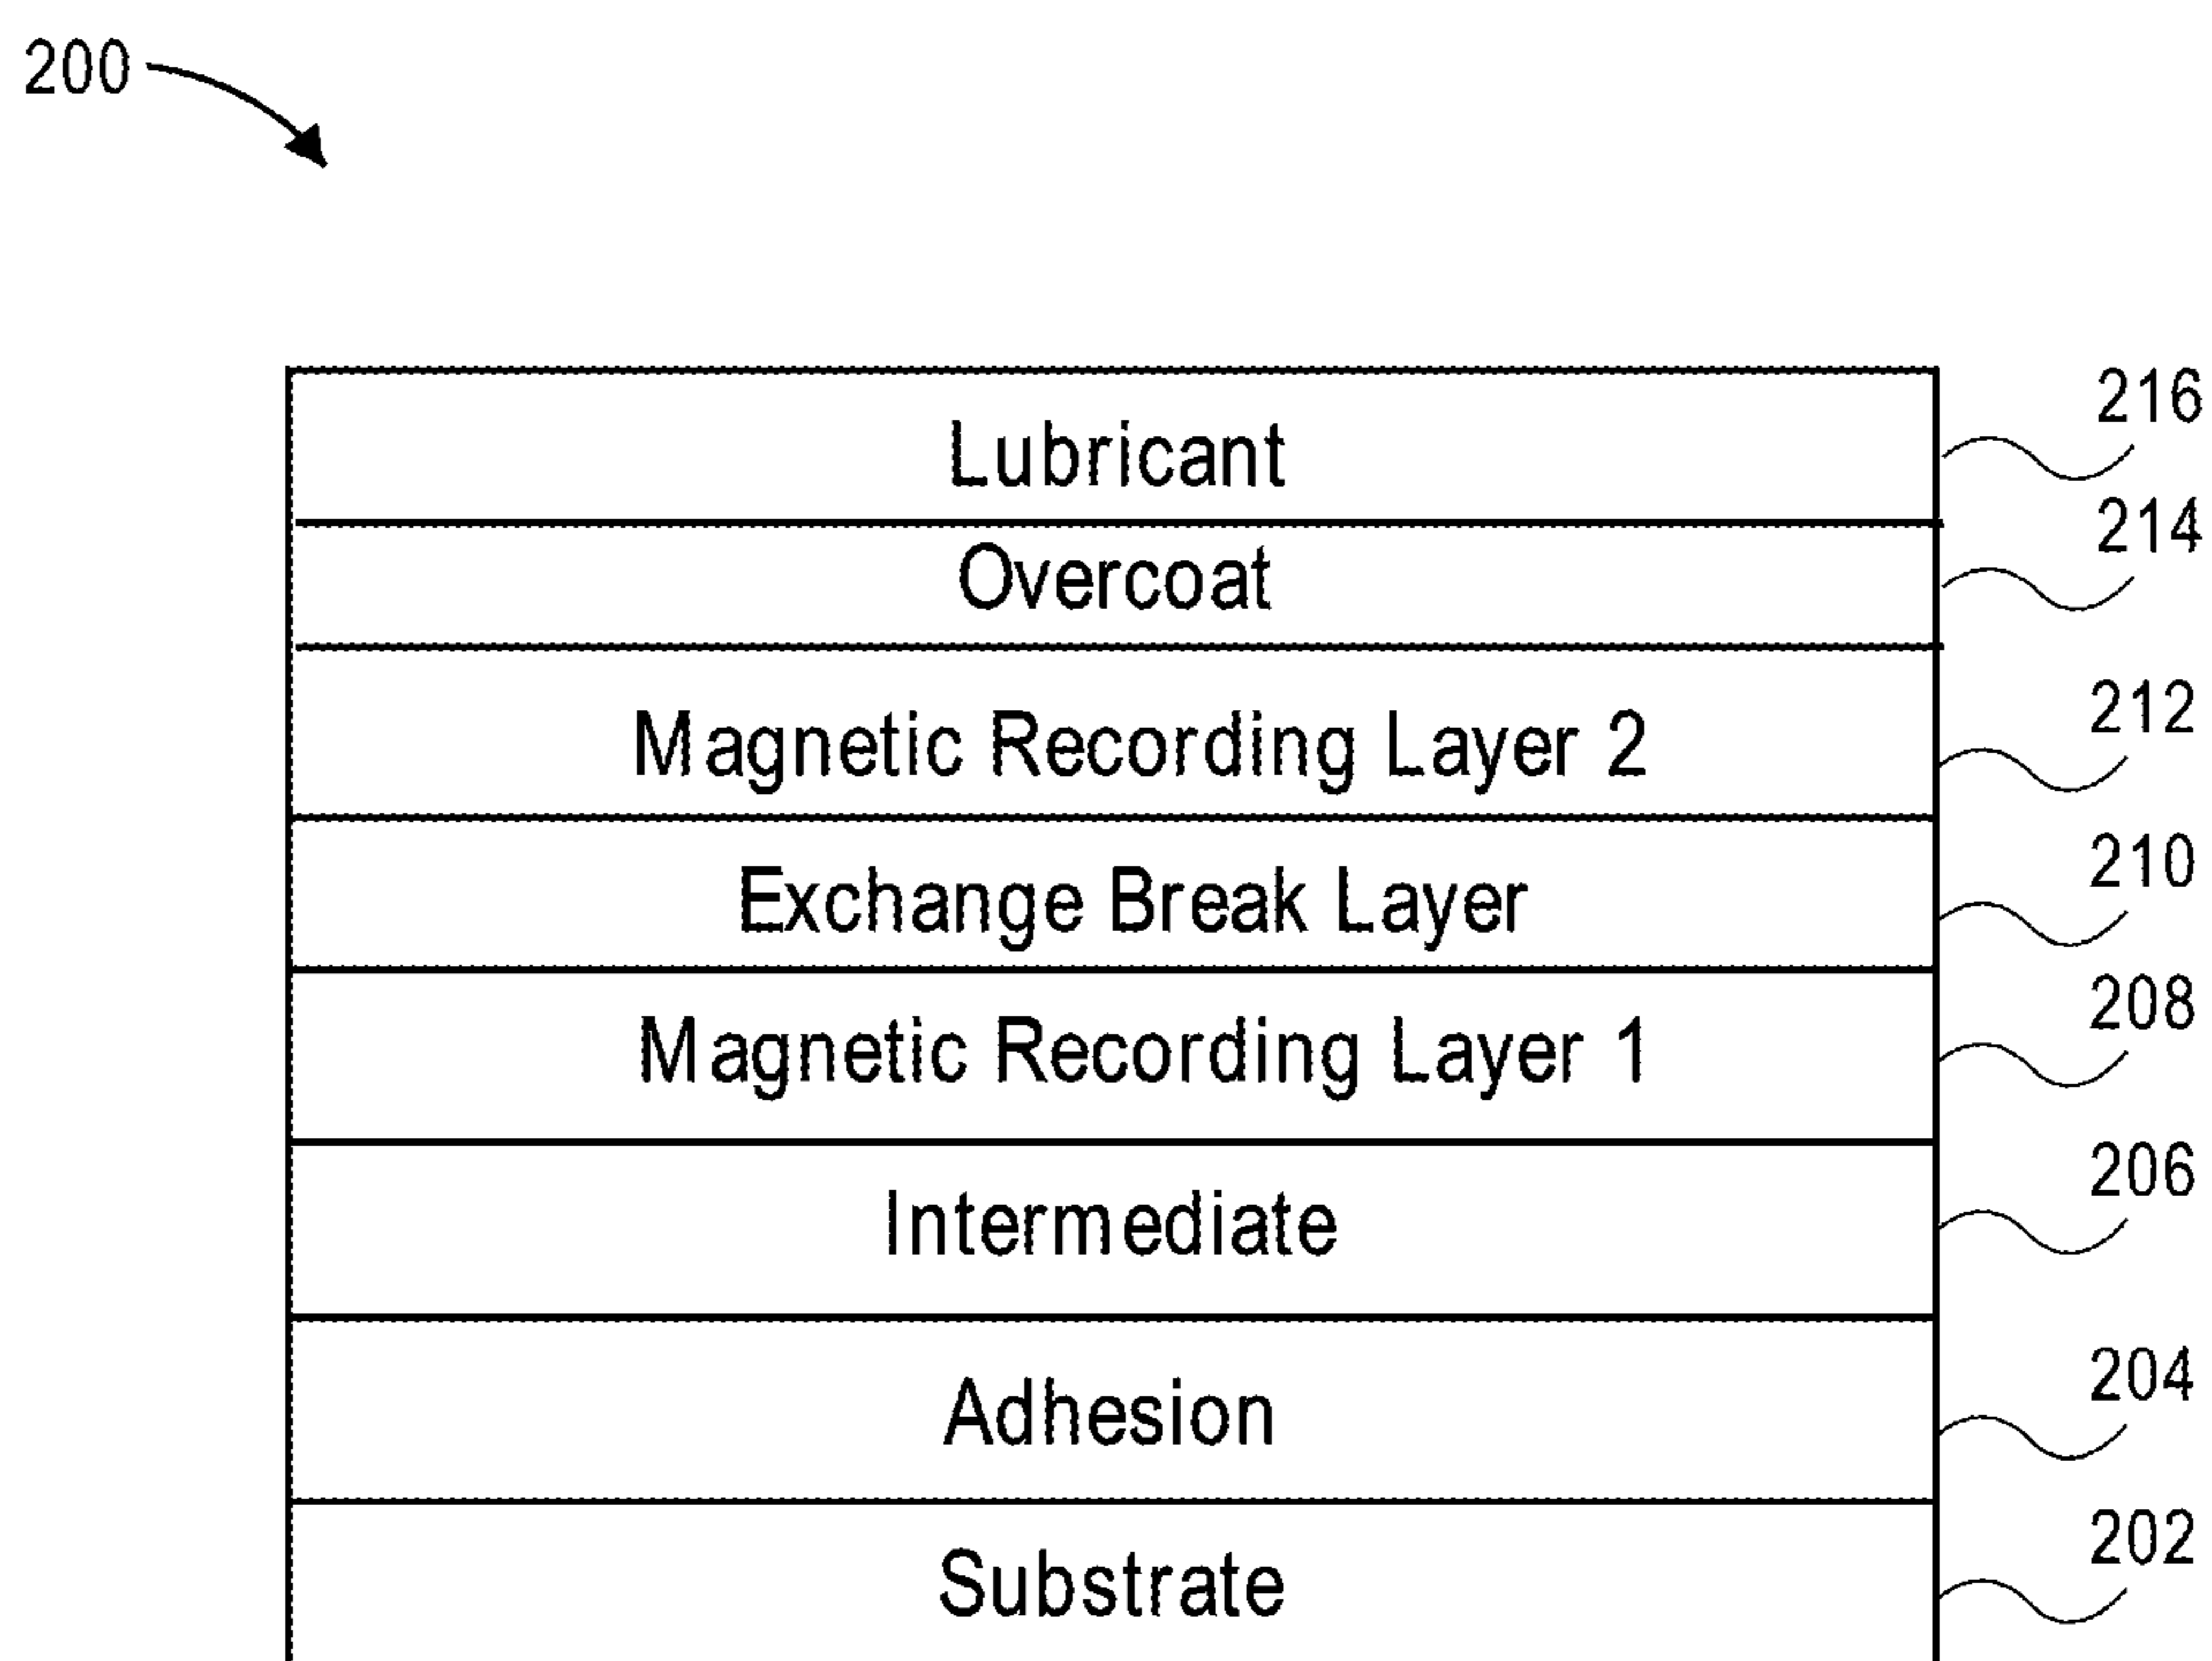 200
Lubricant 216
Overcoat 214
Magnetic Recording Layer 2 212
Exchange Break Layer 210
Magnetic Recording Layer 1 208
Intermediate 206
Adhesion 204
Substrate 202